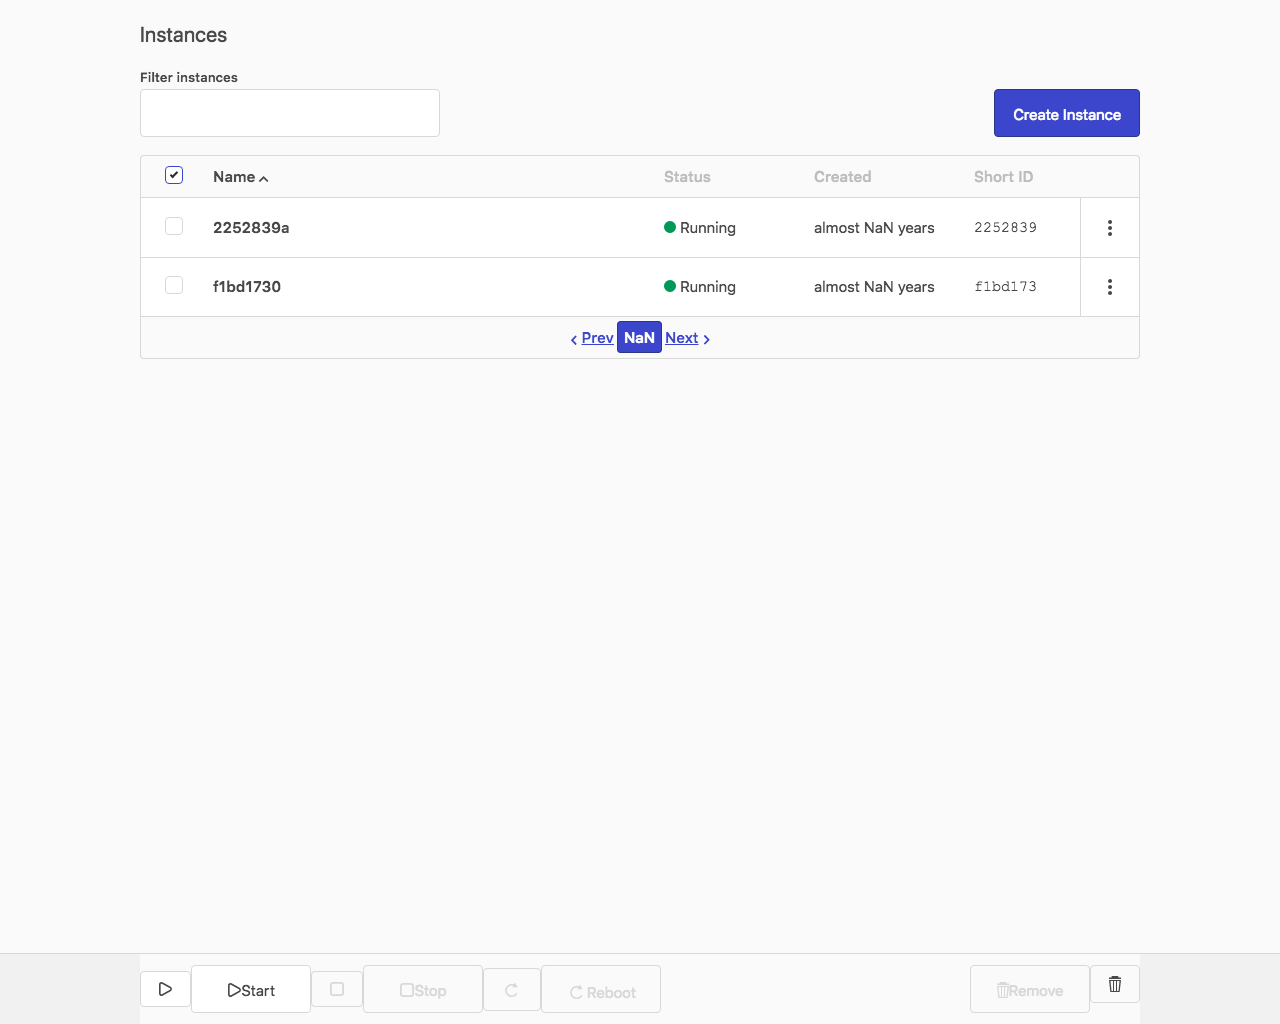 Instances
Filter instances
Create Instance
Name Status Created Short ID
2252839a Running almost NaN years 2252839
f1bd1730 Running almost NaN years f1bd173
Prev NaN Next
Start Stop Reboot Remove